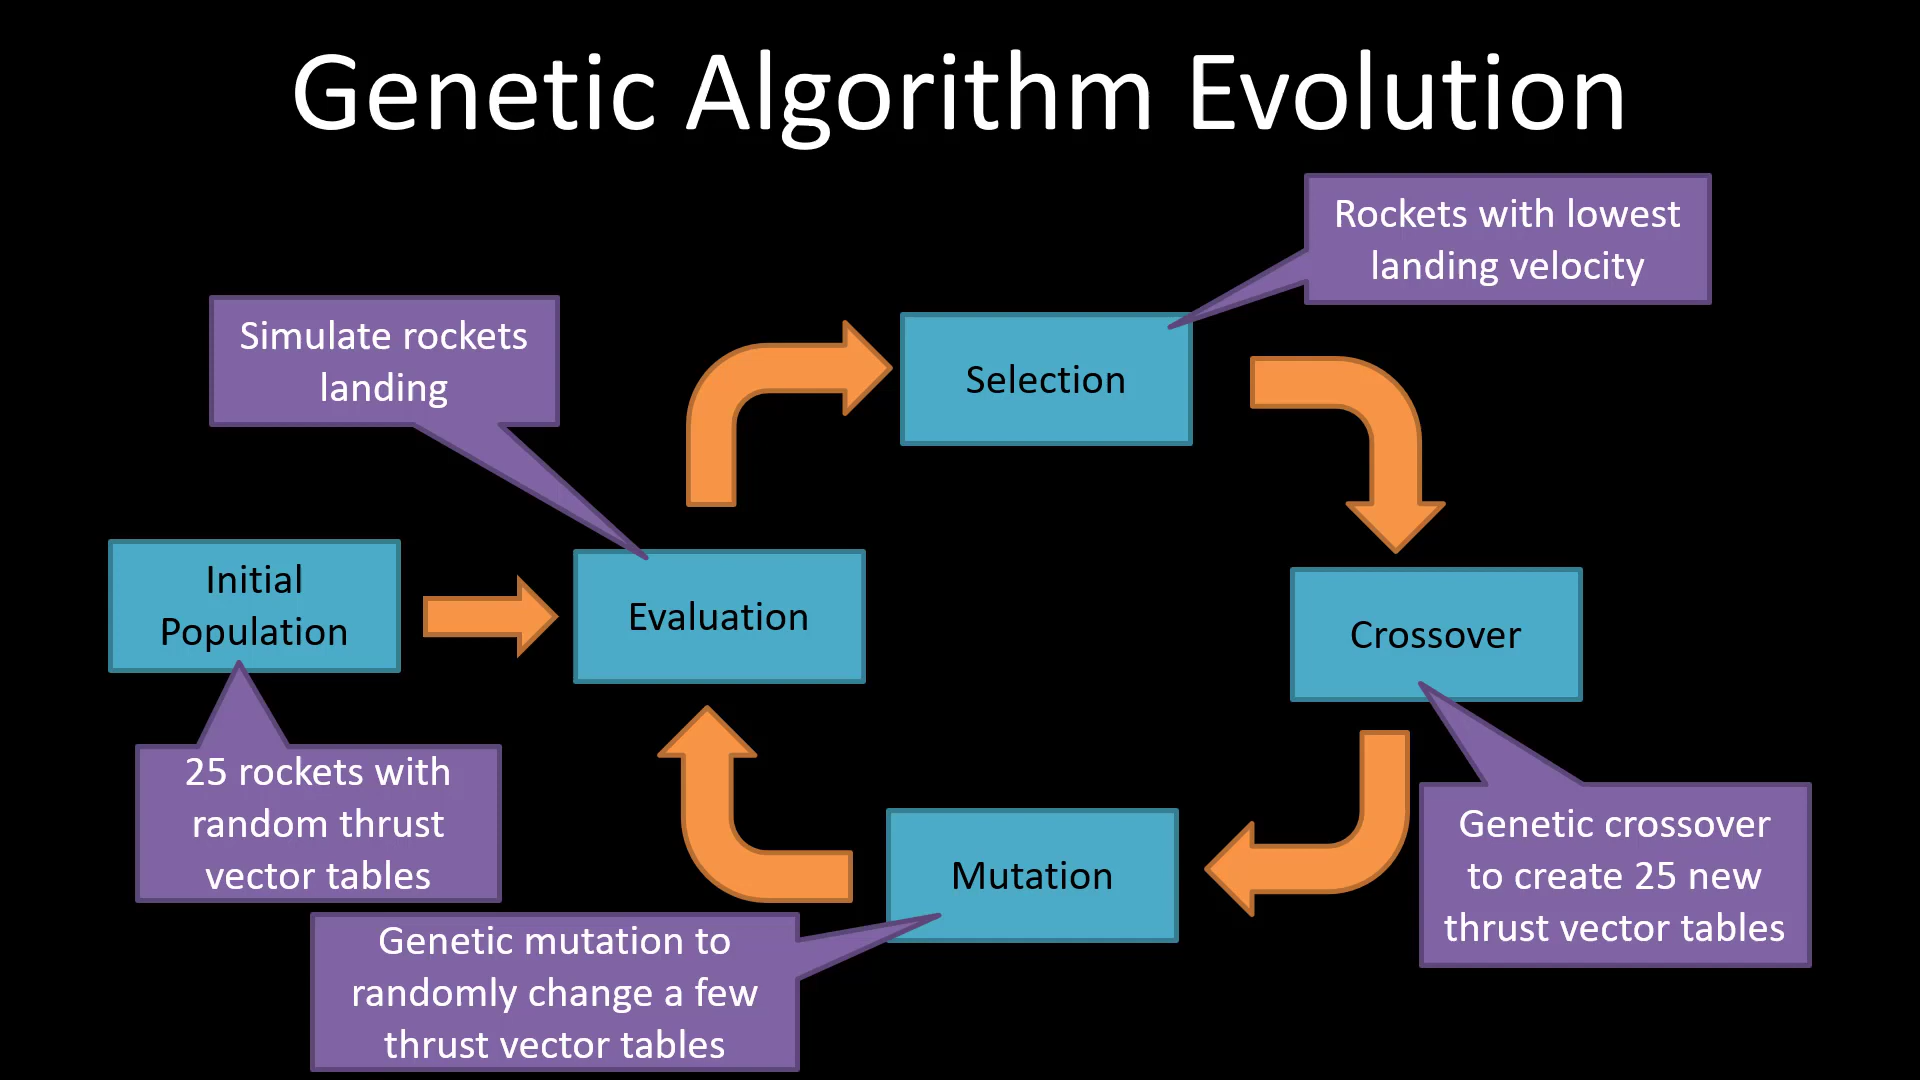 Genetic Algorithm Evolution
Rockets with lowest
landing velocity
Simulate rockets
landing
Selection
Initial
Population
Evaluation
Crossover
25 rockets with
random thrust
vector tables
Mutation
Genetic crossover
to create 25 new
thrust vector tables
Genetic mutation to
randomly change a few
thrust vector tables